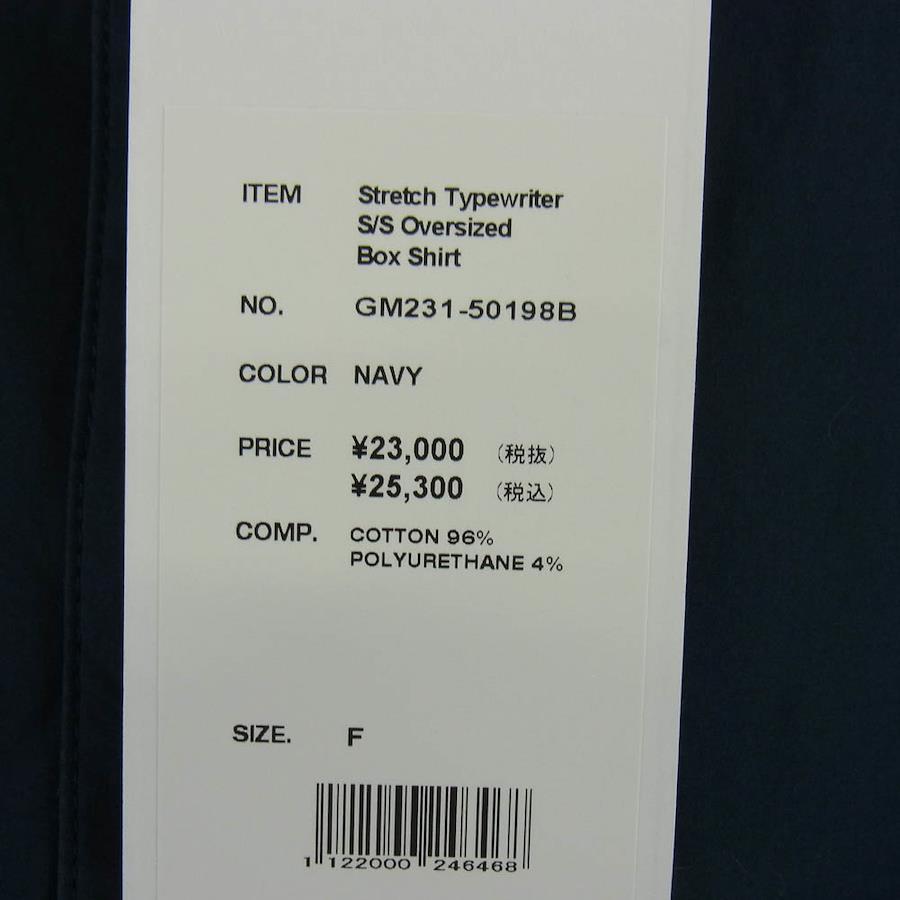 ITEM Stretch Typewriter
S/S Oversized
Box Shirt
NO. GM231-50198B
COLOR NAVY
PRICE ¥23,000 (税抜)
¥25,300 (税込)
COMP. COTTON 96%
POLYURETHANE 4%
SIZE. F
1 122000 246468